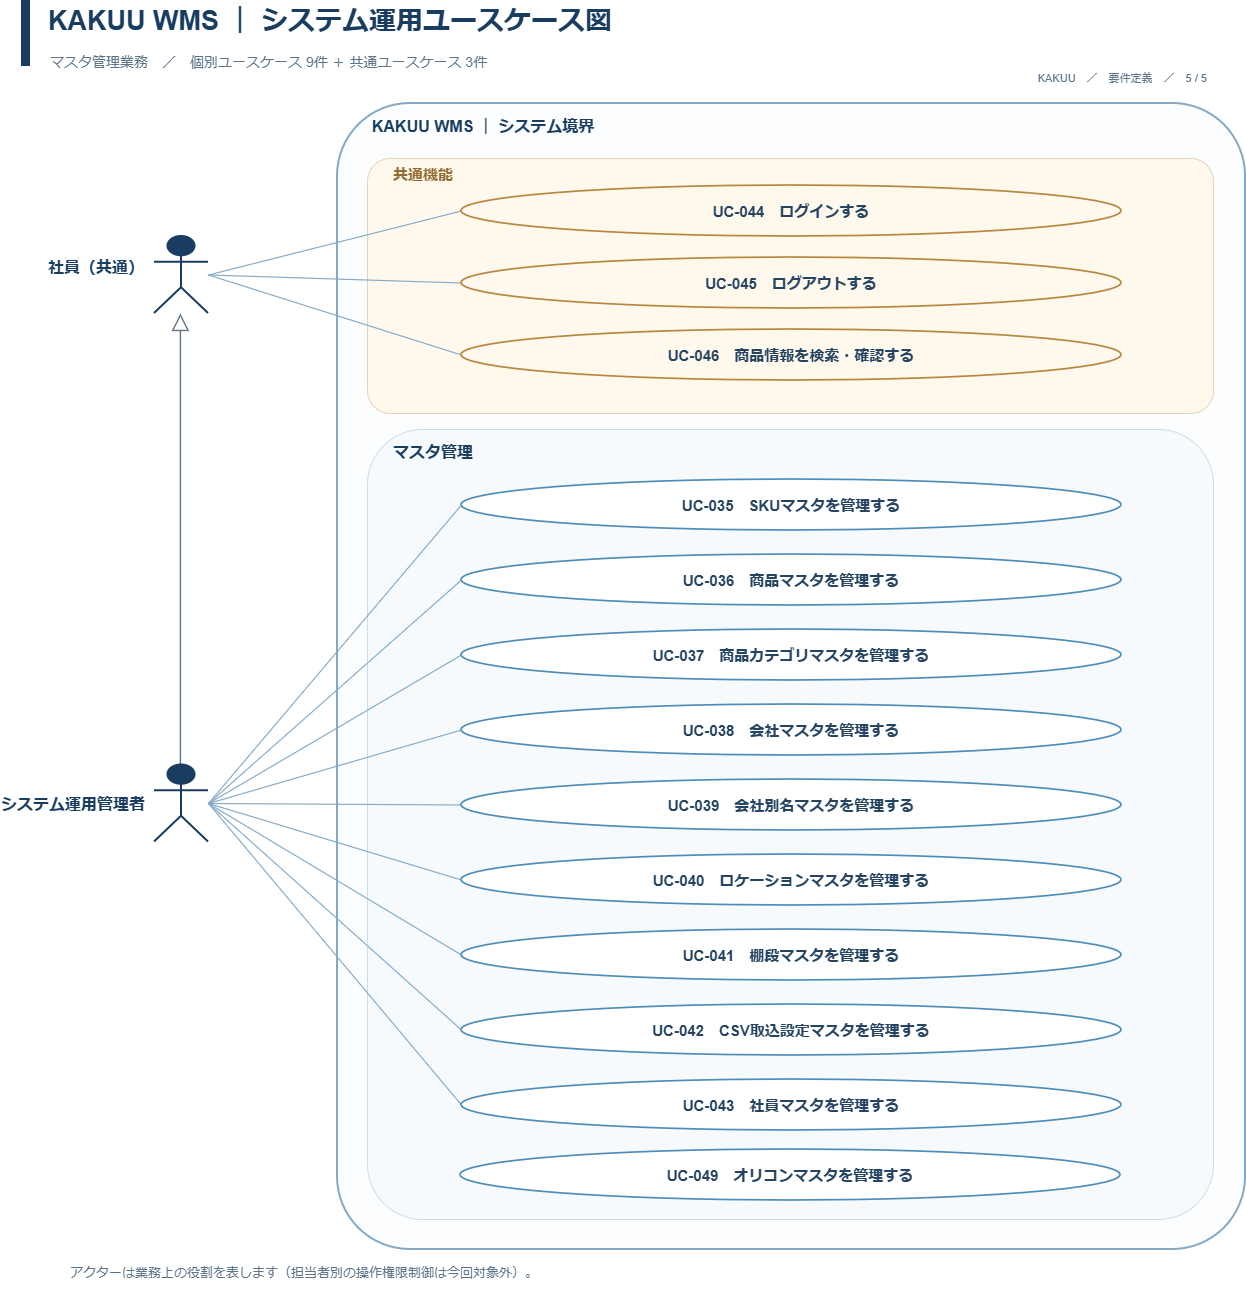 KAKUU WMS ｜ システム運用ユースケース図
マスタ管理業務　／　個別ユースケース 9件 ＋ 共通ユースケース 3件
KAKUU　／　要件定義　／　5 / 5
KAKUU WMS ｜ システム境界
共通機能
UC-044　ログインする
UC-045　ログアウトする
UC-046　商品情報を検索・確認する
社員（共通）
マスタ管理
UC-035　SKUマスタを管理する
UC-036　商品マスタを管理する
UC-037　商品カテゴリマスタを管理する
UC-038　会社マスタを管理する
システム運用管理者
UC-039　会社別名マスタを管理する
UC-040　ロケーションマスタを管理する
UC-041　棚段マスタを管理する
UC-042　CSV取込設定マスタを管理する
UC-043　社員マスタを管理する
UC-049　オリコンマスタを管理する
アクターは業務上の役割を表します（担当者別の操作権限制御は今回対象外）。